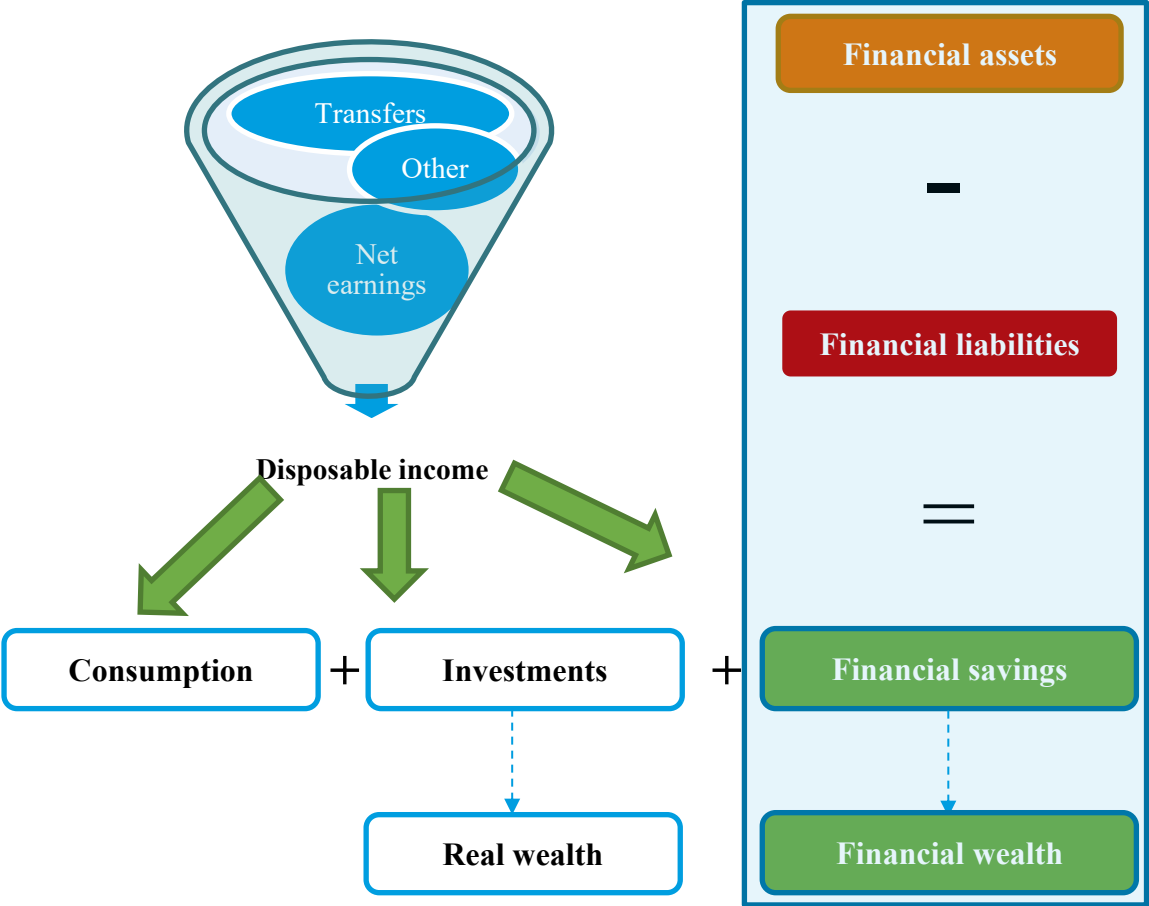 Financial assets
Transfers
Other
-
Net
earnings
Financial liabilities
Disposable income
=
Consumption + Investments + Financial savings
Real wealth
Financial wealth